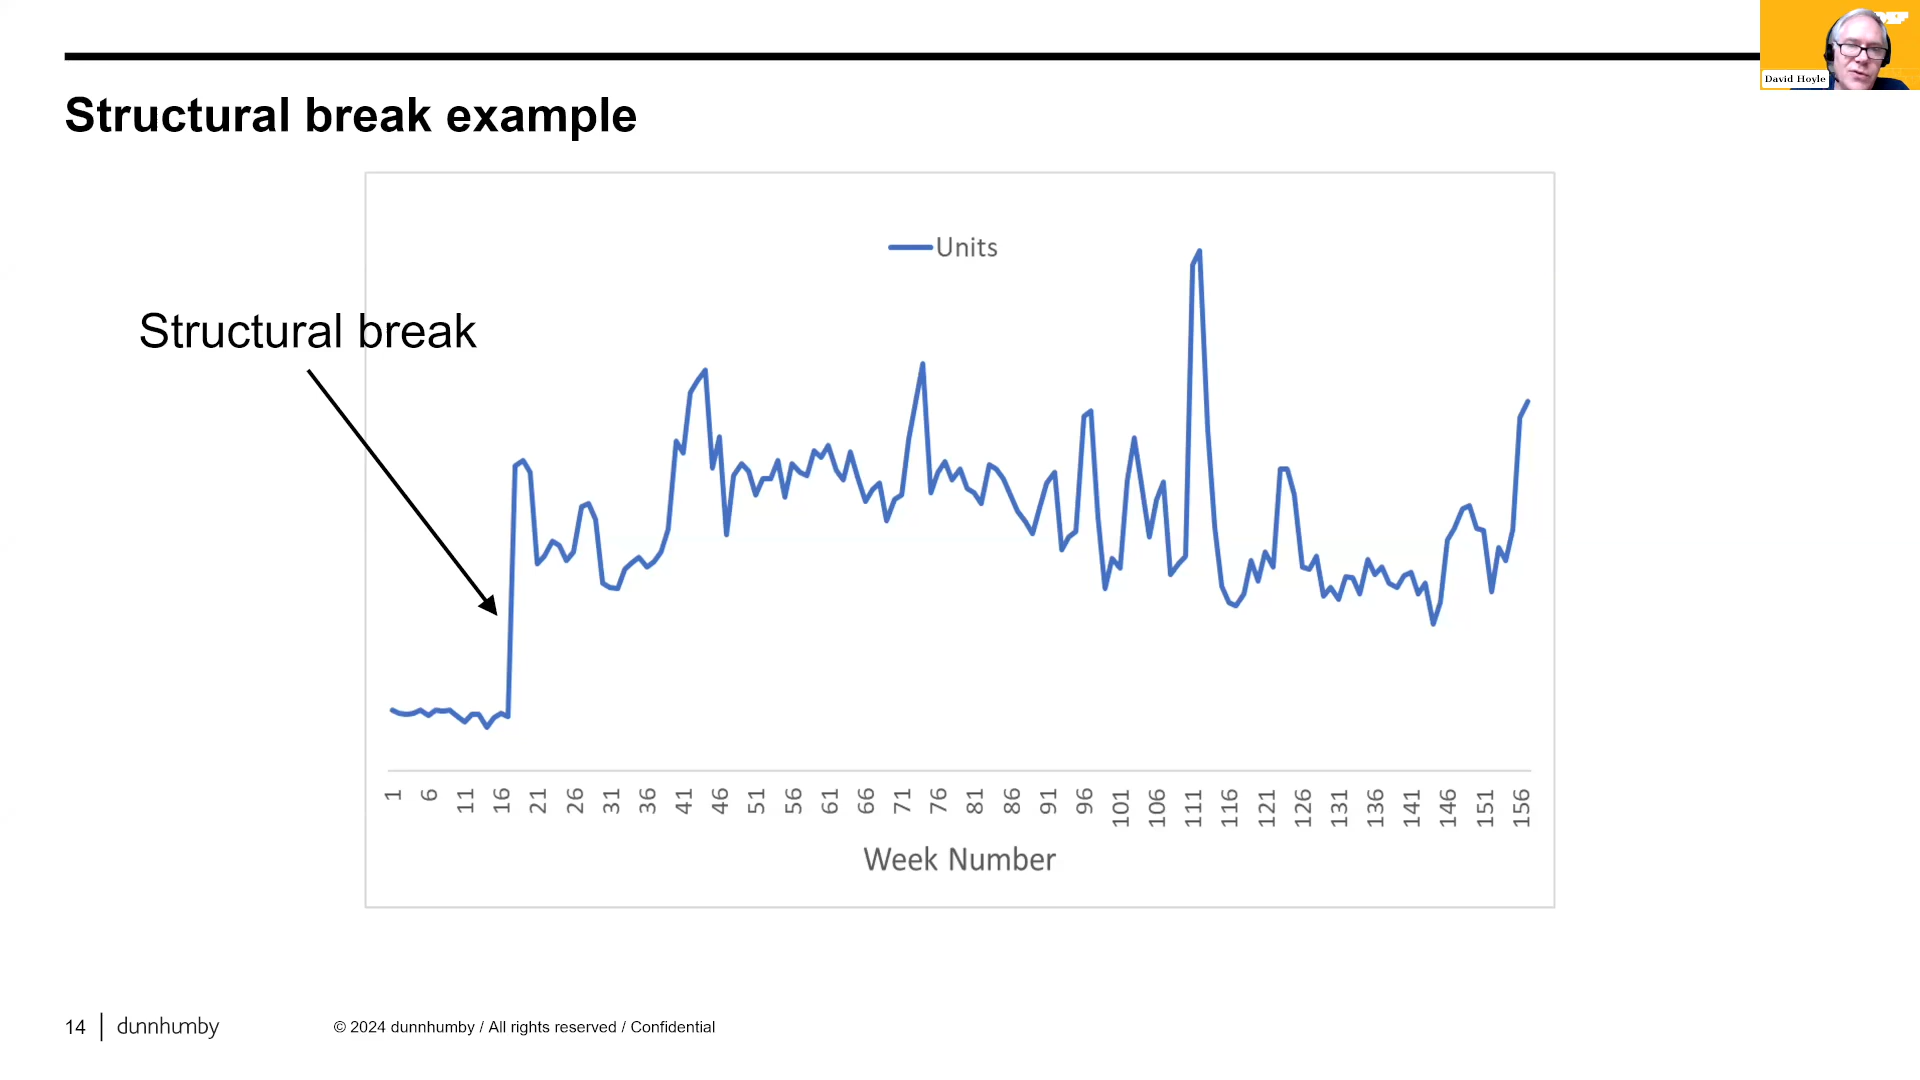 David Hoyle
Structural break example
Units
Structural break
1 6 11 16 21 26 31 36 41 46 51 56 61 66 71 76 81 86 91 96 101 106 111 116 121 126 131 136 141 146 151 156
Week Number
14 dunnhumby © 2024 dunnhumby / All rights reserved / Confidential